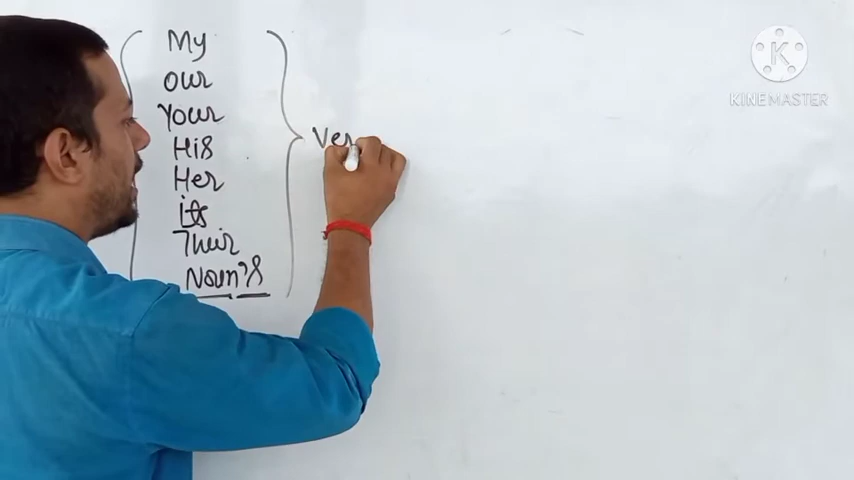 My
our
Your
His
Her
its
Their
Noun's
Ver
K
KINEMASTER